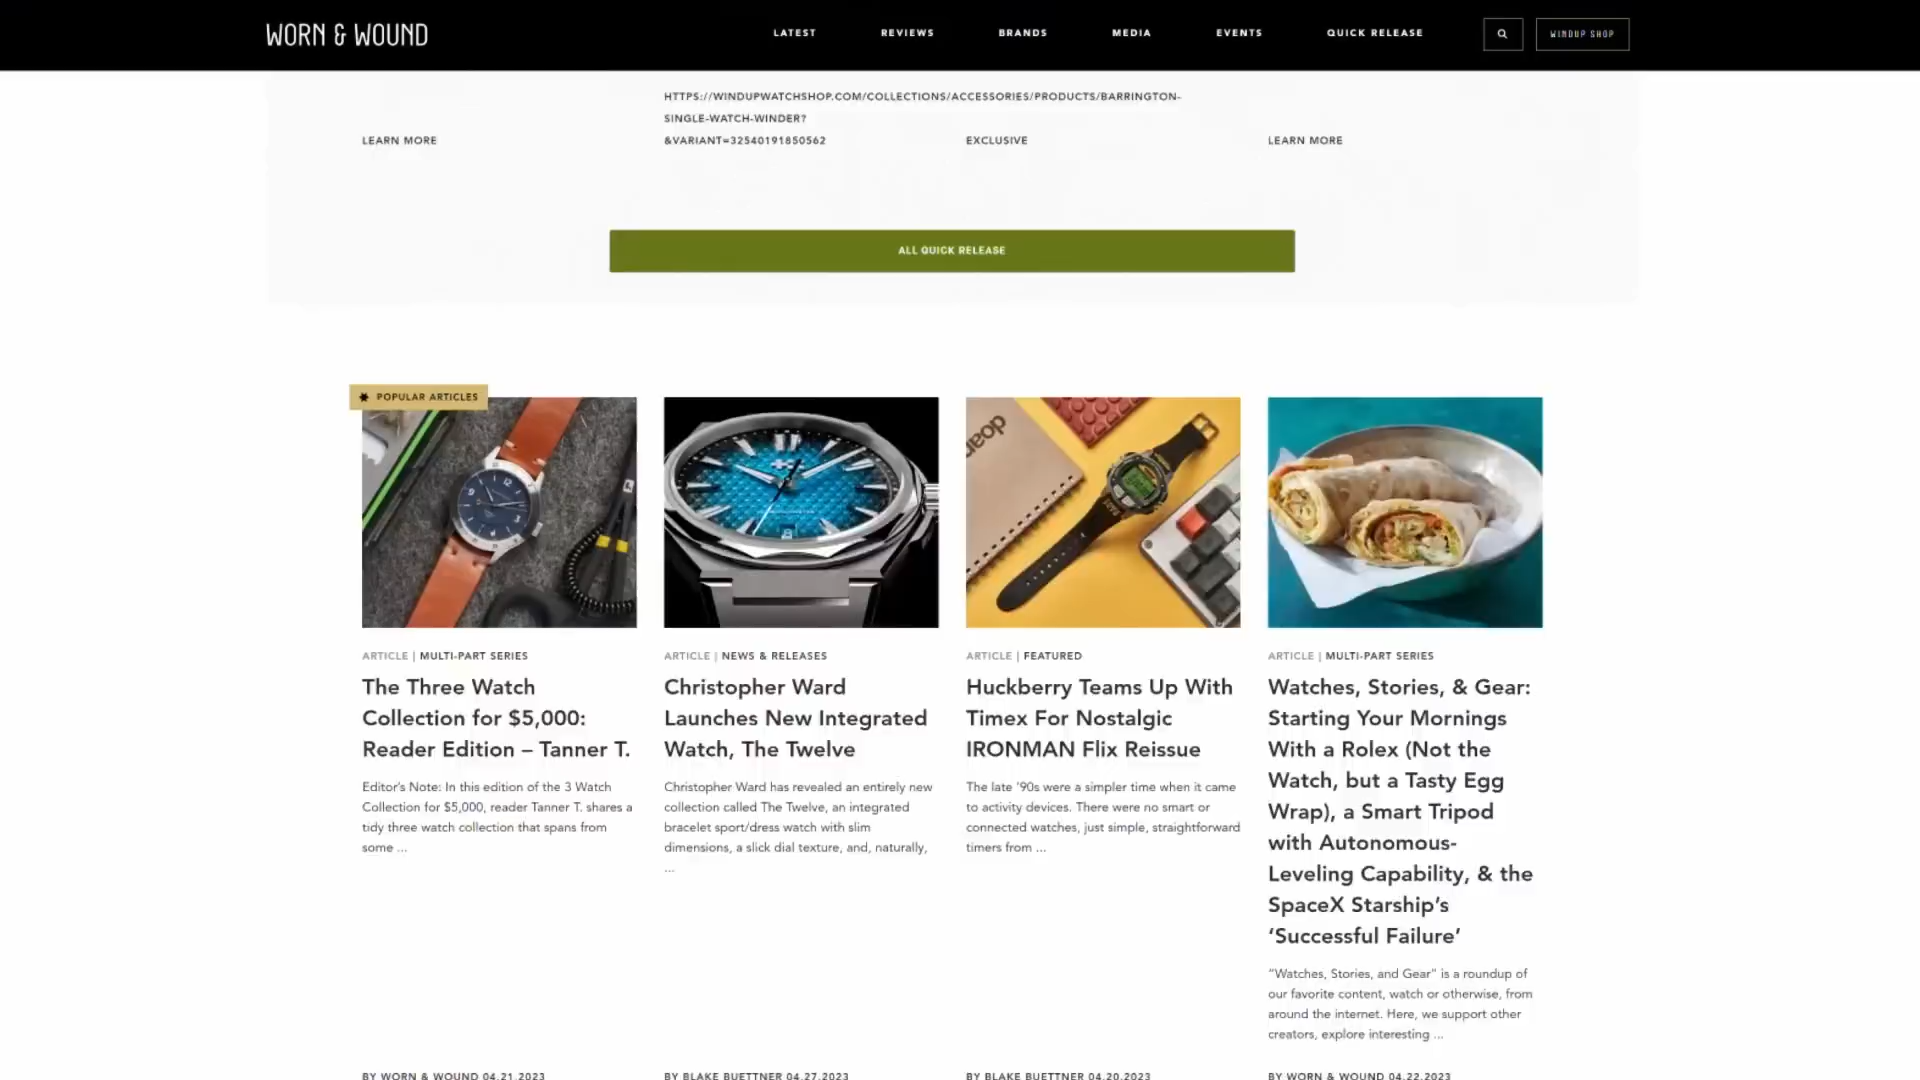 WORN & WOUND
LATEST
REVIEWS
BRANDS
MEDIA
EVENTS
QUICK RELEASE
WINDUP SHOP
LEARN MORE
HTTPS://WINDUPWATCHSHOP.COM/COLLECTIONS/ACCESSORIES/PRODUCTS/BARRINGTON-
SINGLE-WATCH-WINDER?
&VARIANT=32540191850562
EXCLUSIVE
LEARN MORE
ALL QUICK RELEASE
POPULAR ARTICLES
ARTICLE | MULTI-PART SERIES
The Three Watch
Collection for $5,000:
Reader Edition – Tanner T.
Editor's Note: In this edition of the 3 Watch
Collection for $5,000, reader Tanner T. shares a
tidy three watch collection that spans from
some ...
BY WORN & WOUND 04.21.2023
ARTICLE | NEWS & RELEASES
Christopher Ward
Launches New Integrated
Watch, The Twelve
Christopher Ward has revealed an entirely new
collection called The Twelve, an integrated
bracelet sport/dress watch with slim
dimensions, a slick dial texture, and, naturally,
...
BY BLAKE BUETTNER 04.27.2023
ARTICLE | FEATURED
Huckberry Teams Up With
Timex For Nostalgic
IRONMAN Flix Reissue
The late '90s were a simpler time when it came
to activity devices. There were no smart or
connected watches, just simple, straightforward
timers from ...
BY BLAKE BUETTNER 04.20.2023
ARTICLE | MULTI-PART SERIES
Watches, Stories, & Gear:
Starting Your Mornings
With a Rolex (Not the
Watch, but a Tasty Egg
Wrap), a Smart Tripod
with Autonomous-
Leveling Capability, & the
SpaceX Starship's
‘Successful Failure’
“Watches, Stories, and Gear” is a roundup of
our favorite content, watch or otherwise, from
around the internet. Here, we support other
creators, explore interesting ...
BY WORN & WOUND 04.22.2023